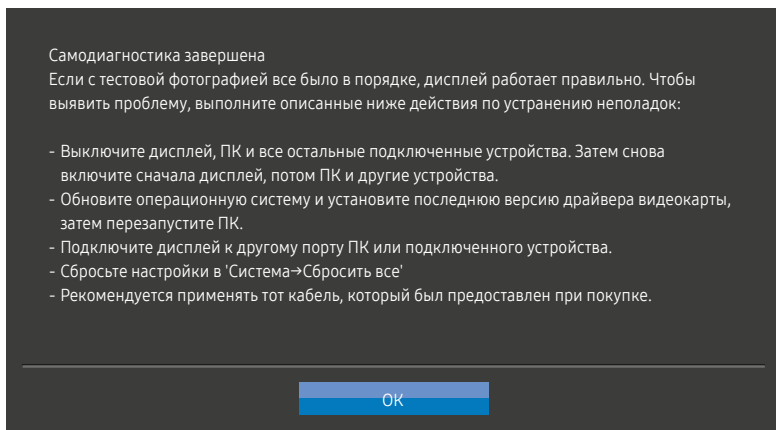 Самодиагностика завершена
Если с тестовой фотографией все было в порядке, дисплей работает правильно. Чтобы
выявить проблему, выполните описанные ниже действия по устранению неполадок:
- Выключите дисплей, ПК и все остальные подключенные устройства. Затем снова
включите сначала дисплей, потом ПК и другие устройства.
- Обновите операционную систему и установите последнюю версию драйвера видеокарты,
затем перезапустите ПК.
- Подключите дисплей к другому порту ПК или подключенного устройства.
- Сбросьте настройки в 'Система→Сбросить все'
- Рекомендуется применять тот кабель, который был предоставлен при покупке.
ОК